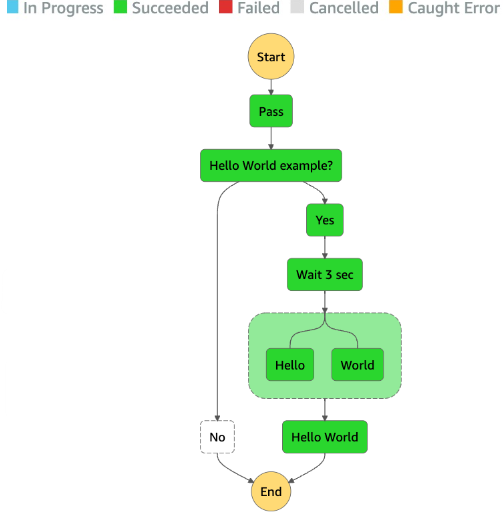 In Progress Succeeded Failed Cancelled Caught Error
Start
Pass
Hello World example?
Yes
Wait 3 sec
Hello World
No Hello World
End